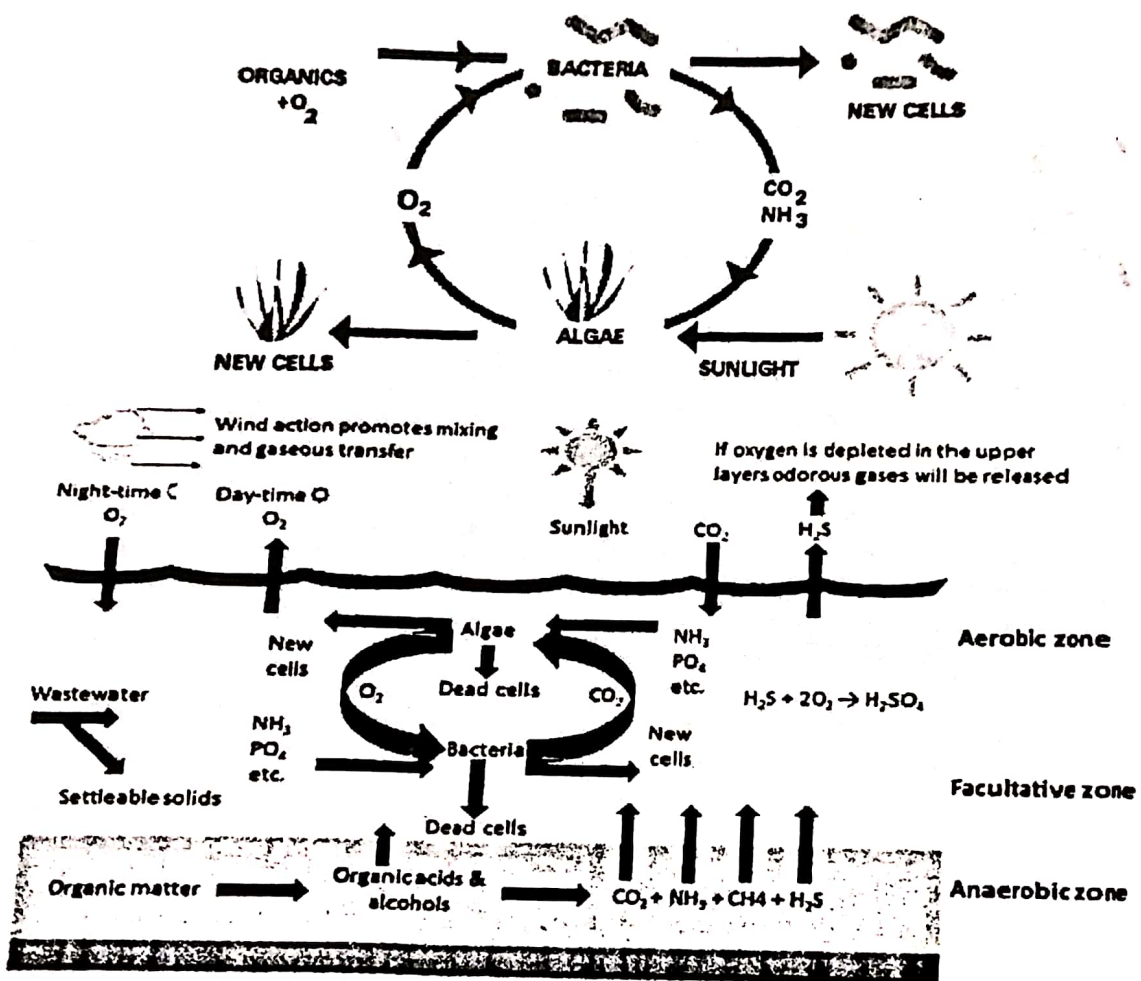 ORGANICS
+O₂
BACTERIA
NEW CELLS
O₂
CO₂
NH₃
NEW CELLS
ALGAE
SUNLIGHT
Wind action promotes mixing
and gaseous transfer
If oxygen is depleted in the upper
layers odorous gases will be released
Night-time
Day-time
O₂
O₂
Sunlight
CO₂
H₂S
New
cells
Algae
NH₃
PO₄
etc.
Aerobic zone
Dead cells
O₂
CO₂
H₂S + 2O₂ → H₂SO₄
Wastewater
NH₃
PO₄
etc.
Bacteria
New
cells
Settleable solids
Facultative zone
Dead cells
Organic matter
Organic acids &
alcohols
CO₂ + NH₃ + CH4 + H₂S
Anaerobic zone